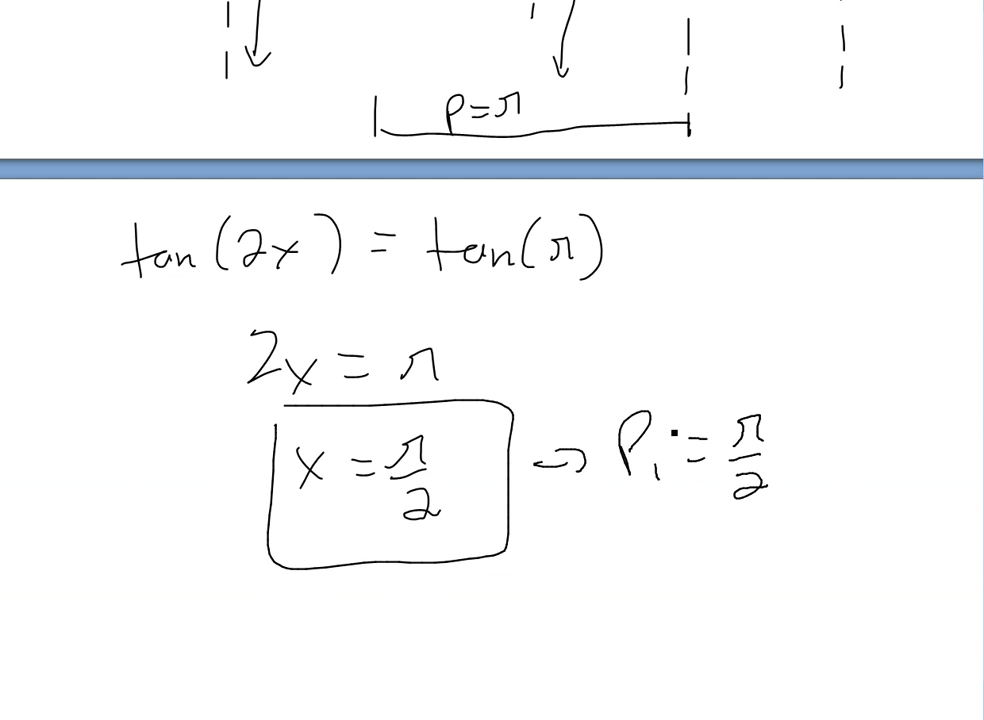 P=π
tan(2x) = tan(π)
2x = π
x = π/2 → P₁ = π/2